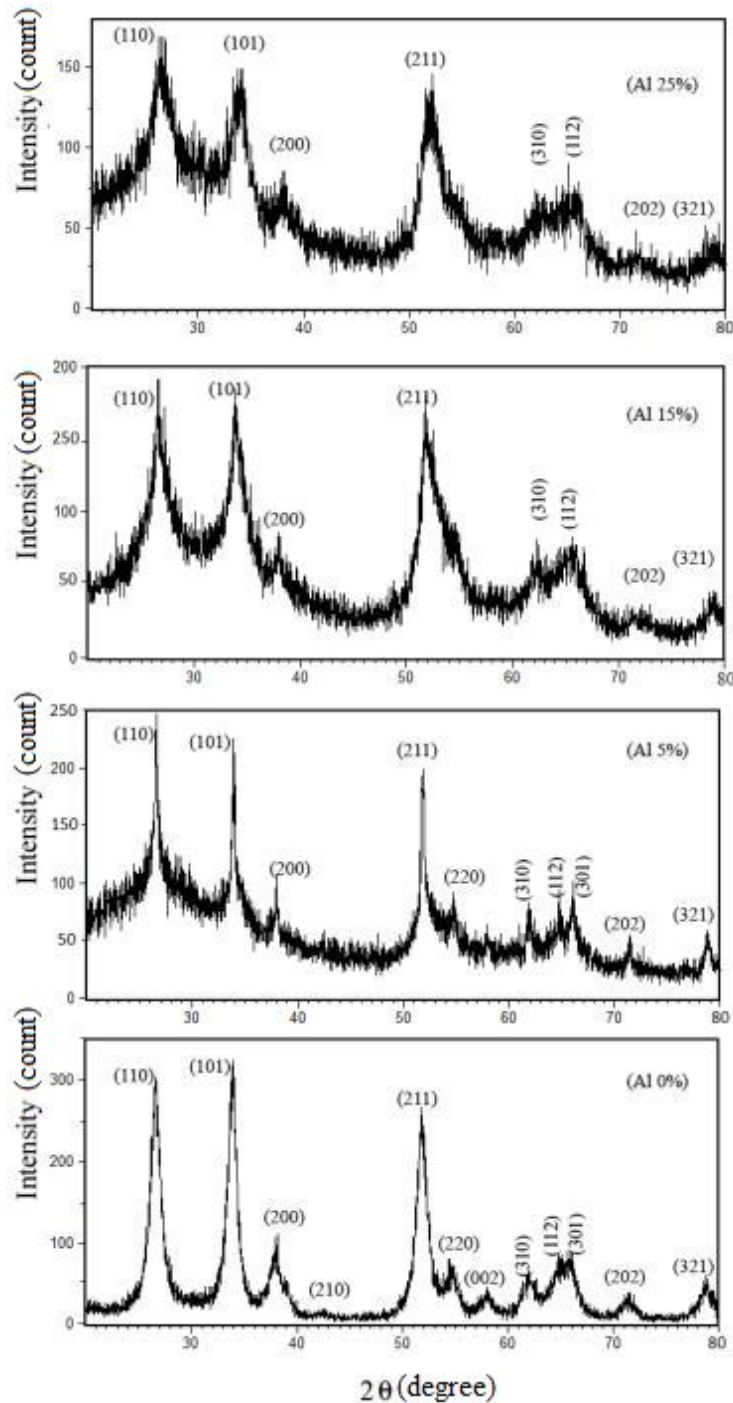 (110) (101) (211) (Al 25%)
150
(200) (310) (112)
100
(202) (321)
50
0
30 40 50 60 70 80
Intensity (count)
200
(110) (101) (211) (Al 15%)
250
(200) (310) (112)
100
(202) (321)
50
0
30 40 50 60 70 80
Intensity (count)
250
(110) (101) (211) (Al 5%)
200
150
(200) (220) (310) (112) (301)
100
(202) (321)
50
0
30 40 50 60 70 80
Intensity (count)
(110) (101) (Al 0%)
300
(211)
200
(200) (220) (310) (112) (301)
100
(210) (002) (202) (321)
0
20 30 40 50 60 70 80
Intensity (count)
2θ (degree)